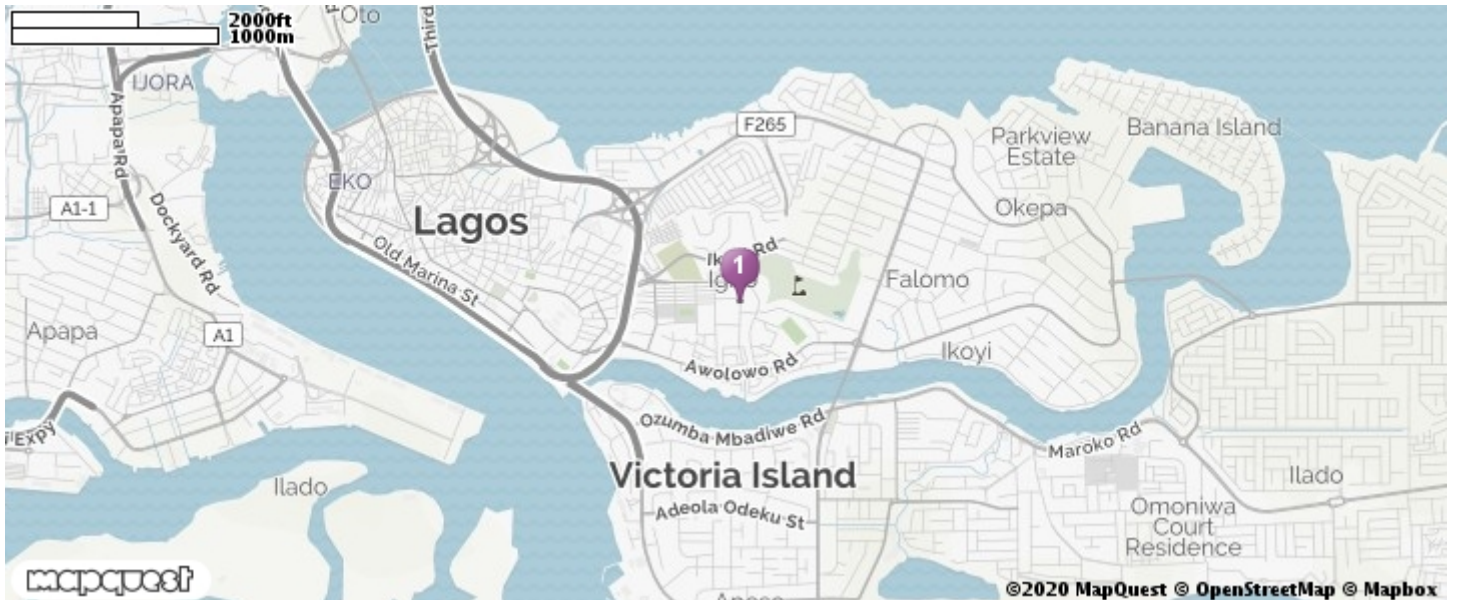 2000ft
1000m
Oto
Third
IJORA
Apapa Rd
F265
Parkview
Estate
Banana Island
EKO
A1-1
Dockyard Rd
Lagos
Okepa
Old Marina St
Rd
1
Falomo
Apapa
A1
Awolowo Rd
Ikoyi
Expy
Ozumba Mbadiwe Rd
Maroko Rd
Ilado
Victoria Island
Ilado
Adeola Odeku St
Omoniwa
Court
Residence
mapquest
©2020 MapQuest © OpenStreetMap © Mapbox